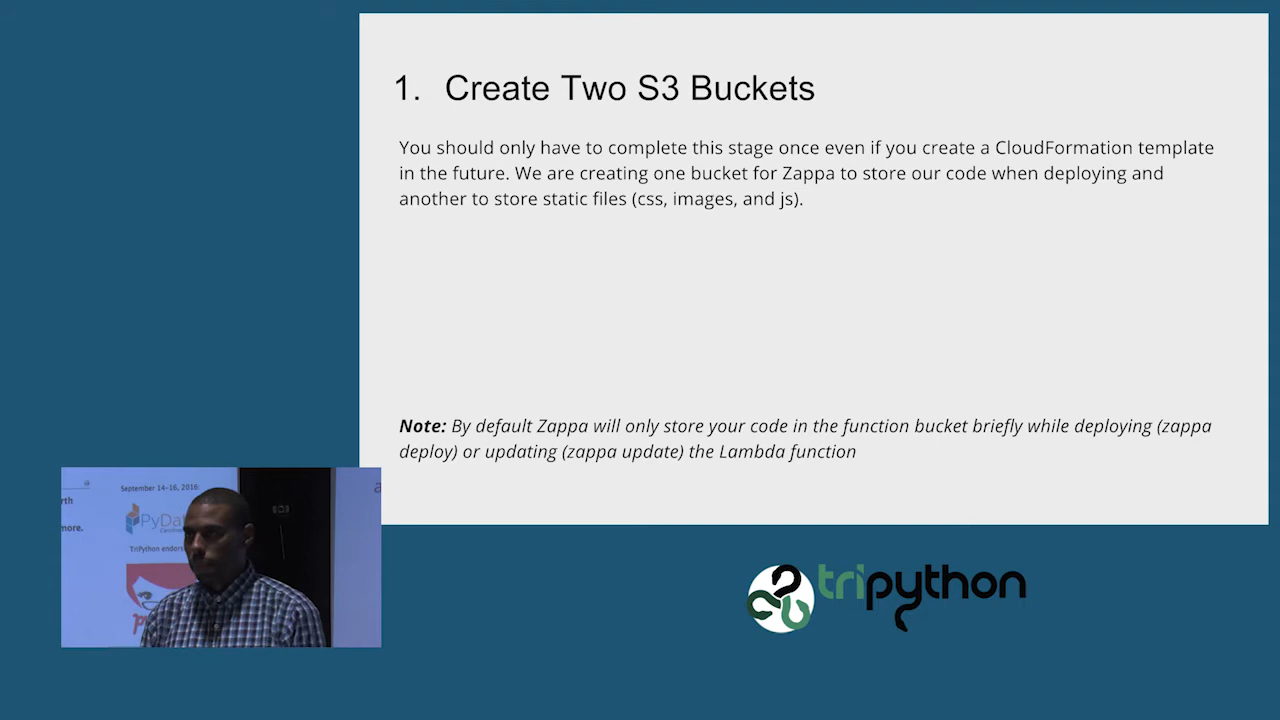 1. Create Two S3 Buckets
You should only have to complete this stage once even if you create a CloudFormation template
in the future. We are creating one bucket for Zappa to store our code when deploying and
another to store static files (css, images, and js).
Note: By default Zappa will only store your code in the function bucket briefly while deploying (zappa
deploy) or updating (zappa update) the Lambda function
September 14-16, 2016:
more.
TriPython
tripython